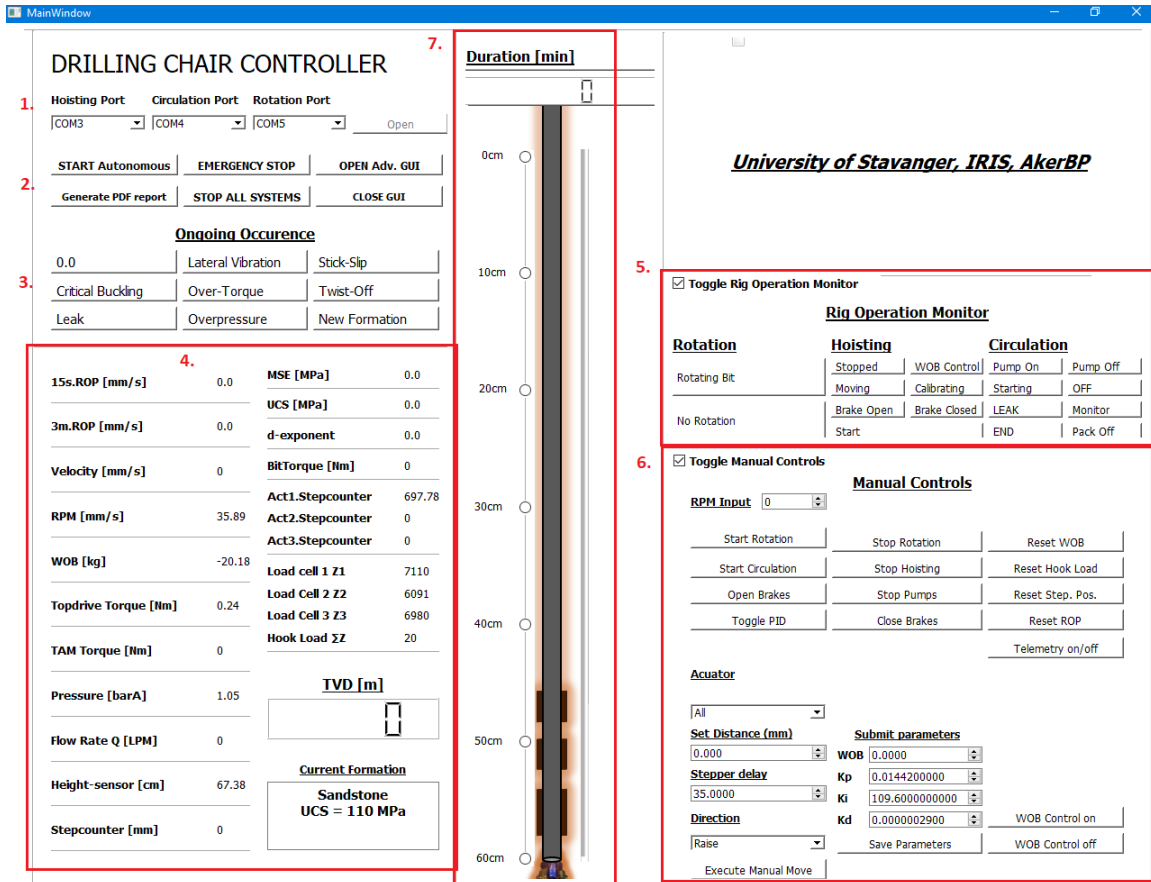 MainWindow
7.
DRILLING CHAIR CONTROLLER
1.
Hoisting Port Circulation Port Rotation Port
COM3 COM4 COM5 Open
START Autonomous EMERGENCY STOP OPEN Adv. GUI
2.
Generate PDF report STOP ALL SYSTEMS CLOSE GUI
Ongoing Occurence
0.0 Lateral Vibration Stick-Slip
3.
Critical Buckling Over-Torque Twist-Off
Leak Overpressure New Formation
4.
15s.ROP [mm/s] 0.0
3m.ROP [mm/s] 0.0
Velocity [mm/s] 0
RPM [mm/s] 35.89
WOB [kg] -20.18
Topdrive Torque [Nm] 0.24
TAM Torque [Nm] 0
Pressure [barA] 1.05
Flow Rate Q [LPM] 0
Height-sensor [cm] 67.38
Stepcounter [mm] 0
MSE [MPa] 0.0
UCS [MPa] 0.0
d-exponent 0.0
BitTorque [Nm] 0
Act1.Stepcounter 697.78
Act2.Stepcounter 0
Act3.Stepcounter 0
Load cell 1 Z1 7110
Load Cell 2 Z2 6091
Load Cell 3 Z3 6980
Hook Load ΣZ 20
TVD [m]
0
Current Formation
Sandstone
UCS = 110 MPa
Duration [min]
0
0cm
10cm
20cm
30cm
40cm
50cm
60cm
University of Stavanger, IRIS, AkerBP
5.
Toggle Rig Operation Monitor
Rig Operation Monitor
Rotation Hoisting Circulation
Rotating Bit
No Rotation
Stopped WOB Control Pump On Pump Off
Moving Calibrating Starting OFF
Brake Open Brake Closed LEAK Monitor
Start END Pack Off
6.
Toggle Manual Controls
Manual Controls
RPM Input 0
Start Rotation Stop Rotation Reset WOB
Start Circulation Stop Hoisting Reset Hook Load
Open Brakes Stop Pumps Reset Step. Pos.
Toggle PID Close Brakes Reset ROP
Telemetry on/off
Acuator
All
Set Distance (mm)
0.000
Stepper delay
35.0000
Direction
Raise
Execute Manual Move
Submit parameters
WOB 0.0000
Kp 0.0144200000
Ki 109.6000000000
Kd 0.0000002900
Save Parameters
WOB Control on
WOB Control off